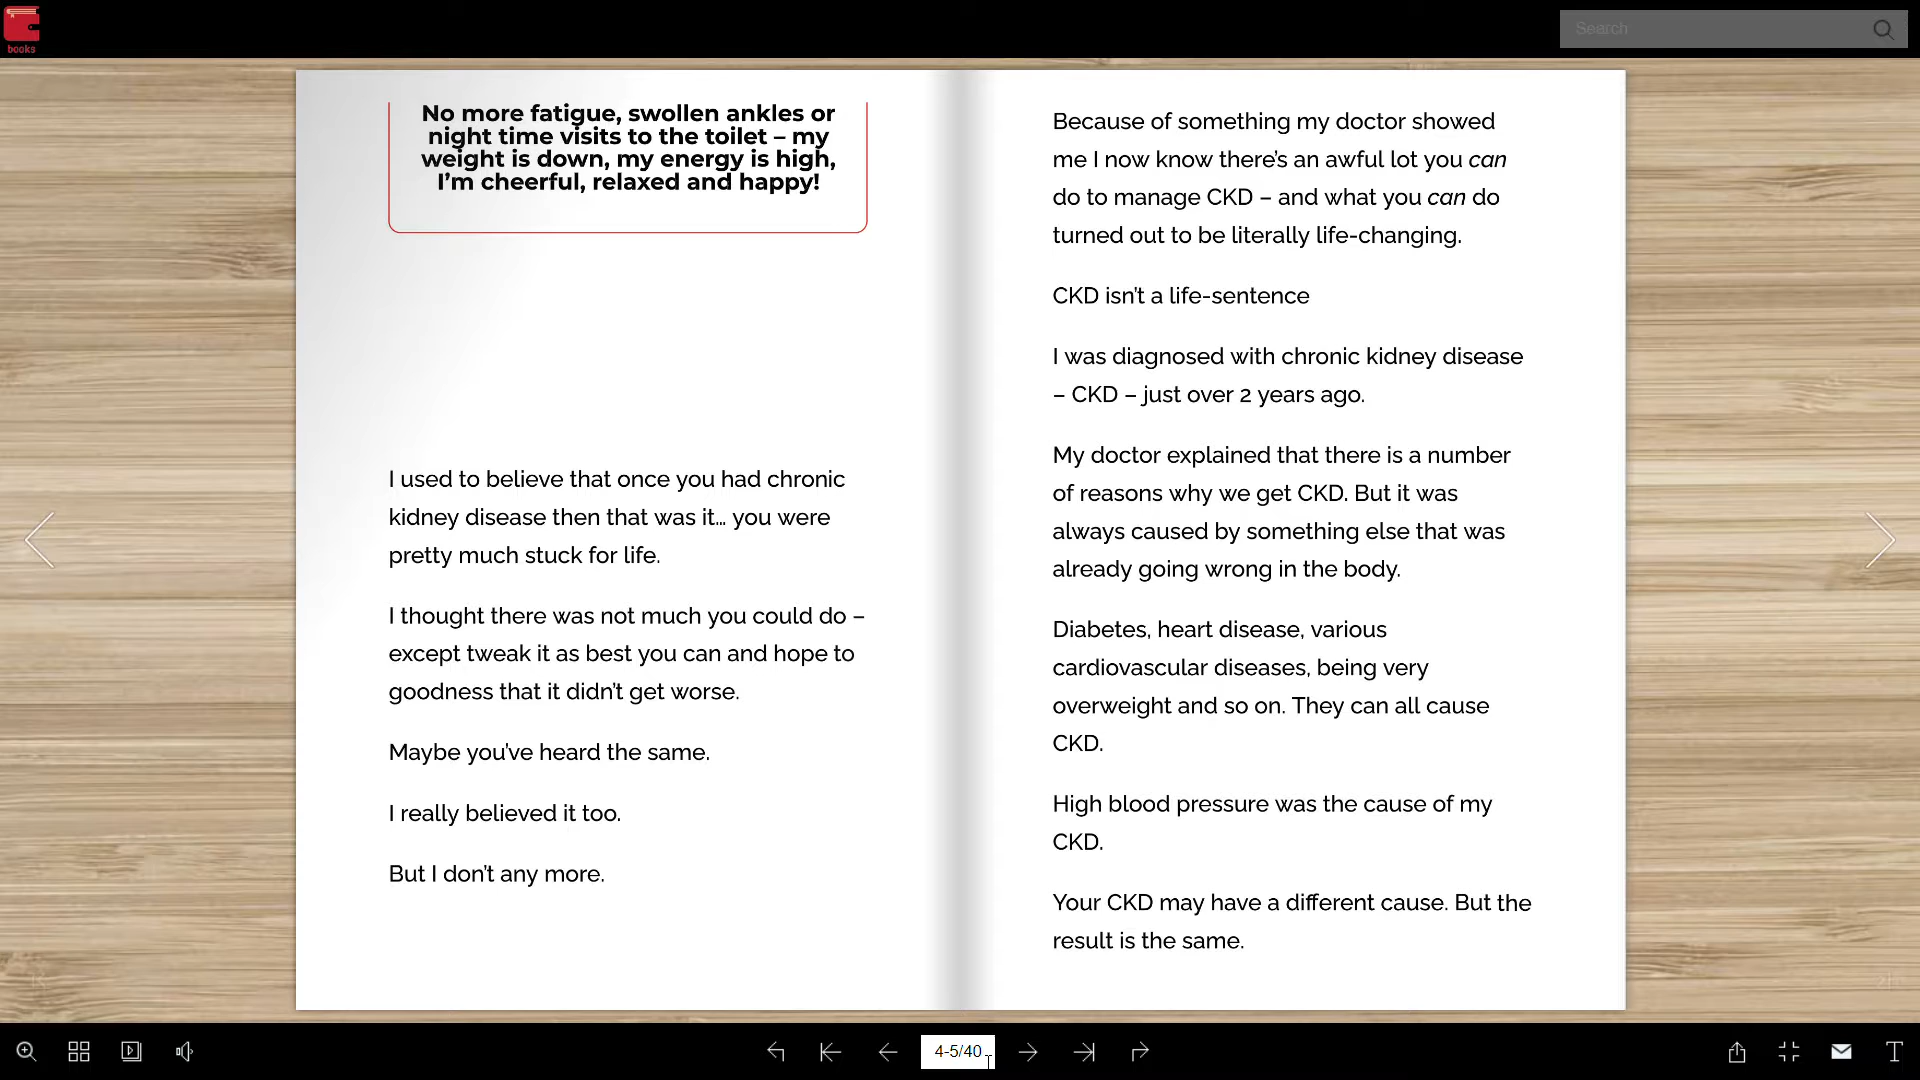 books
Search
No more fatigue, swollen ankles or
night time visits to the toilet – my
weight is down, my energy is high,
I'm cheerful, relaxed and happy!
I used to believe that once you had chronic
kidney disease then that was it… you were
pretty much stuck for life.
I thought there was not much you could do –
except tweak it as best you can and hope to
goodness that it didn't get worse.
Maybe you've heard the same.
I really believed it too.
But I don't any more.
Because of something my doctor showed
me I now know there's an awful lot you can
do to manage CKD – and what you can do
turned out to be literally life-changing.
CKD isn't a life-sentence
I was diagnosed with chronic kidney disease
– CKD – just over 2 years ago.
My doctor explained that there is a number
of reasons why we get CKD. But it was
always caused by something else that was
already going wrong in the body.
Diabetes, heart disease, various
cardiovascular diseases, being very
overweight and so on. They can all cause
CKD.
High blood pressure was the cause of my
CKD.
Your CKD may have a different cause. But the
result is the same.
4-5/40